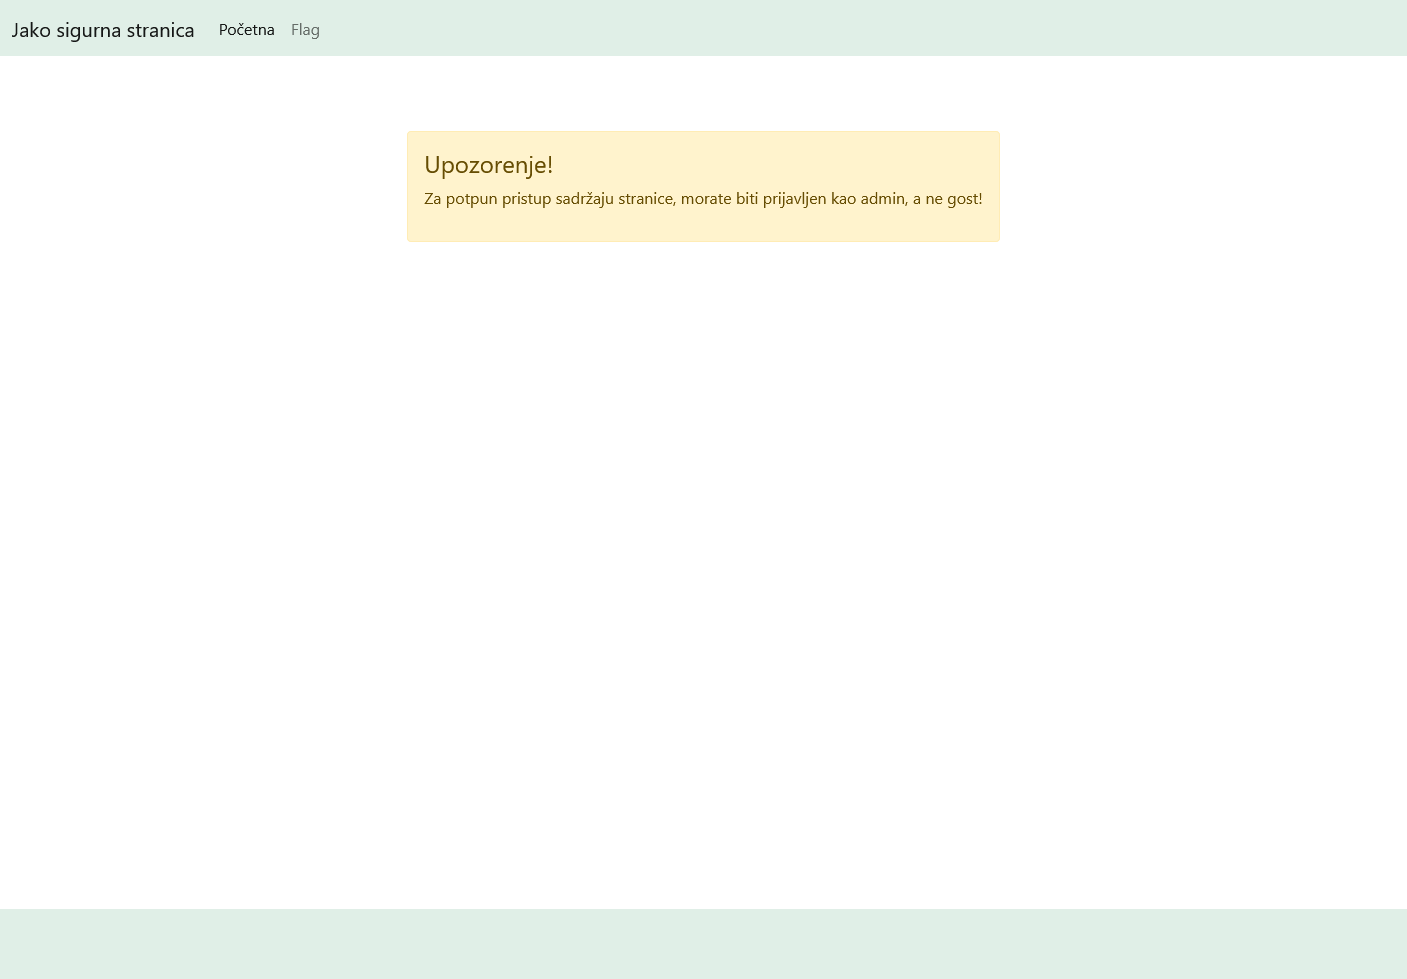 Jako sigurna stranica Početna Flag
Upozorenje!
Za potpun pristup sadržaju stranice, morate biti prijavljen kao admin, a ne gost!